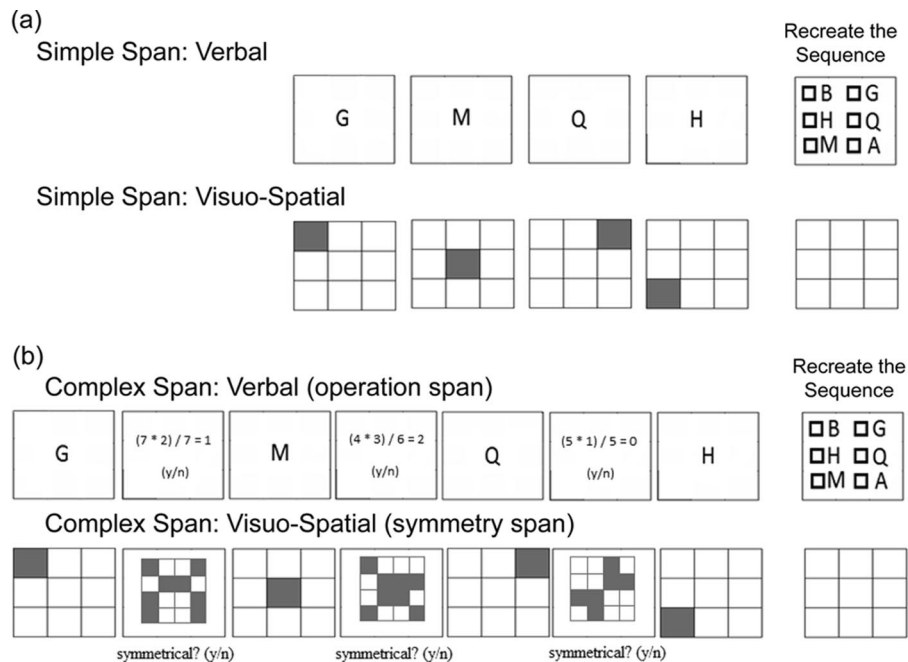 (a)
Simple Span: Verbal
Recreate the
Sequence
G
M
Q
H
B G
H Q
M A
Simple Span: Visuo-Spatial
(b)
Complex Span: Verbal (operation span)
Recreate the
Sequence
G
(7 * 2) / 7 = 1
(y/n)
M
(4 * 3) / 6 = 2
(y/n)
Q
(5 * 1) / 5 = 0
(y/n)
H
B G
H Q
M A
Complex Span: Visuo-Spatial (symmetry span)
symmetrical? (y/n)
symmetrical? (y/n)
symmetrical? (y/n)